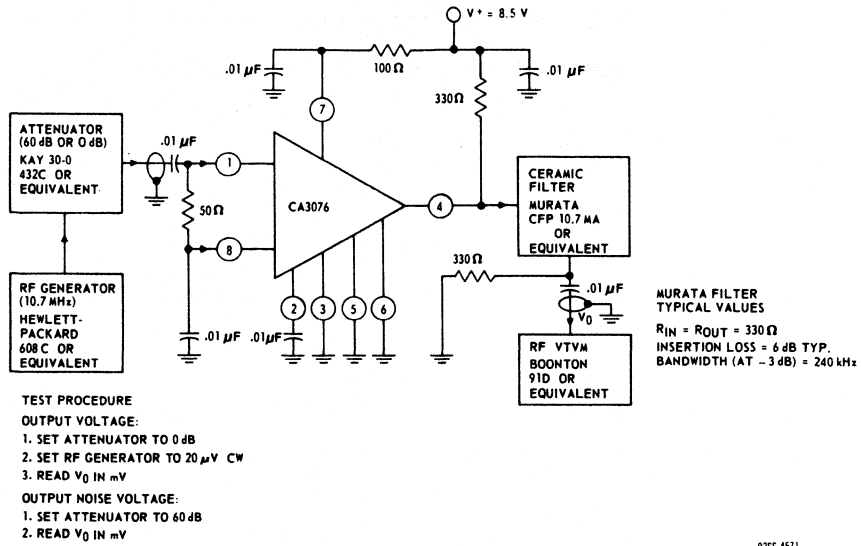 V+ = 8.5 V
.01 µF
100 Ω
.01 µF
330 Ω
7
ATTENUATOR
(60 dB OR 0 dB)
KAY 30-0
432C OR
EQUIVALENT
.01 µF
1
50 Ω
8
CA3076
4
CERAMIC
FILTER
MURATA
CFP 10.7 MA
OR
EQUIVALENT
RF GENERATOR
(10.7 MHz)
HEWLETT-
PACKARD
608 C OR
EQUIVALENT
.01 µF
.01 µF
2
3
5
6
330 Ω
.01 µF
V0
RF VTVM
BOONTON
91D OR
EQUIVALENT
MURATA FILTER
TYPICAL VALUES
RIN = ROUT = 330 Ω
INSERTION LOSS = 6 dB TYP.
BANDWIDTH (AT – 3 dB) = 240 kHz
TEST PROCEDURE
OUTPUT VOLTAGE:
1. SET ATTENUATOR TO 0 dB
2. SET RF GENERATOR TO 20 µV CW
3. READ V0 IN mV
OUTPUT NOISE VOLTAGE:
1. SET ATTENUATOR TO 60 dB
2. READ V0 IN mV